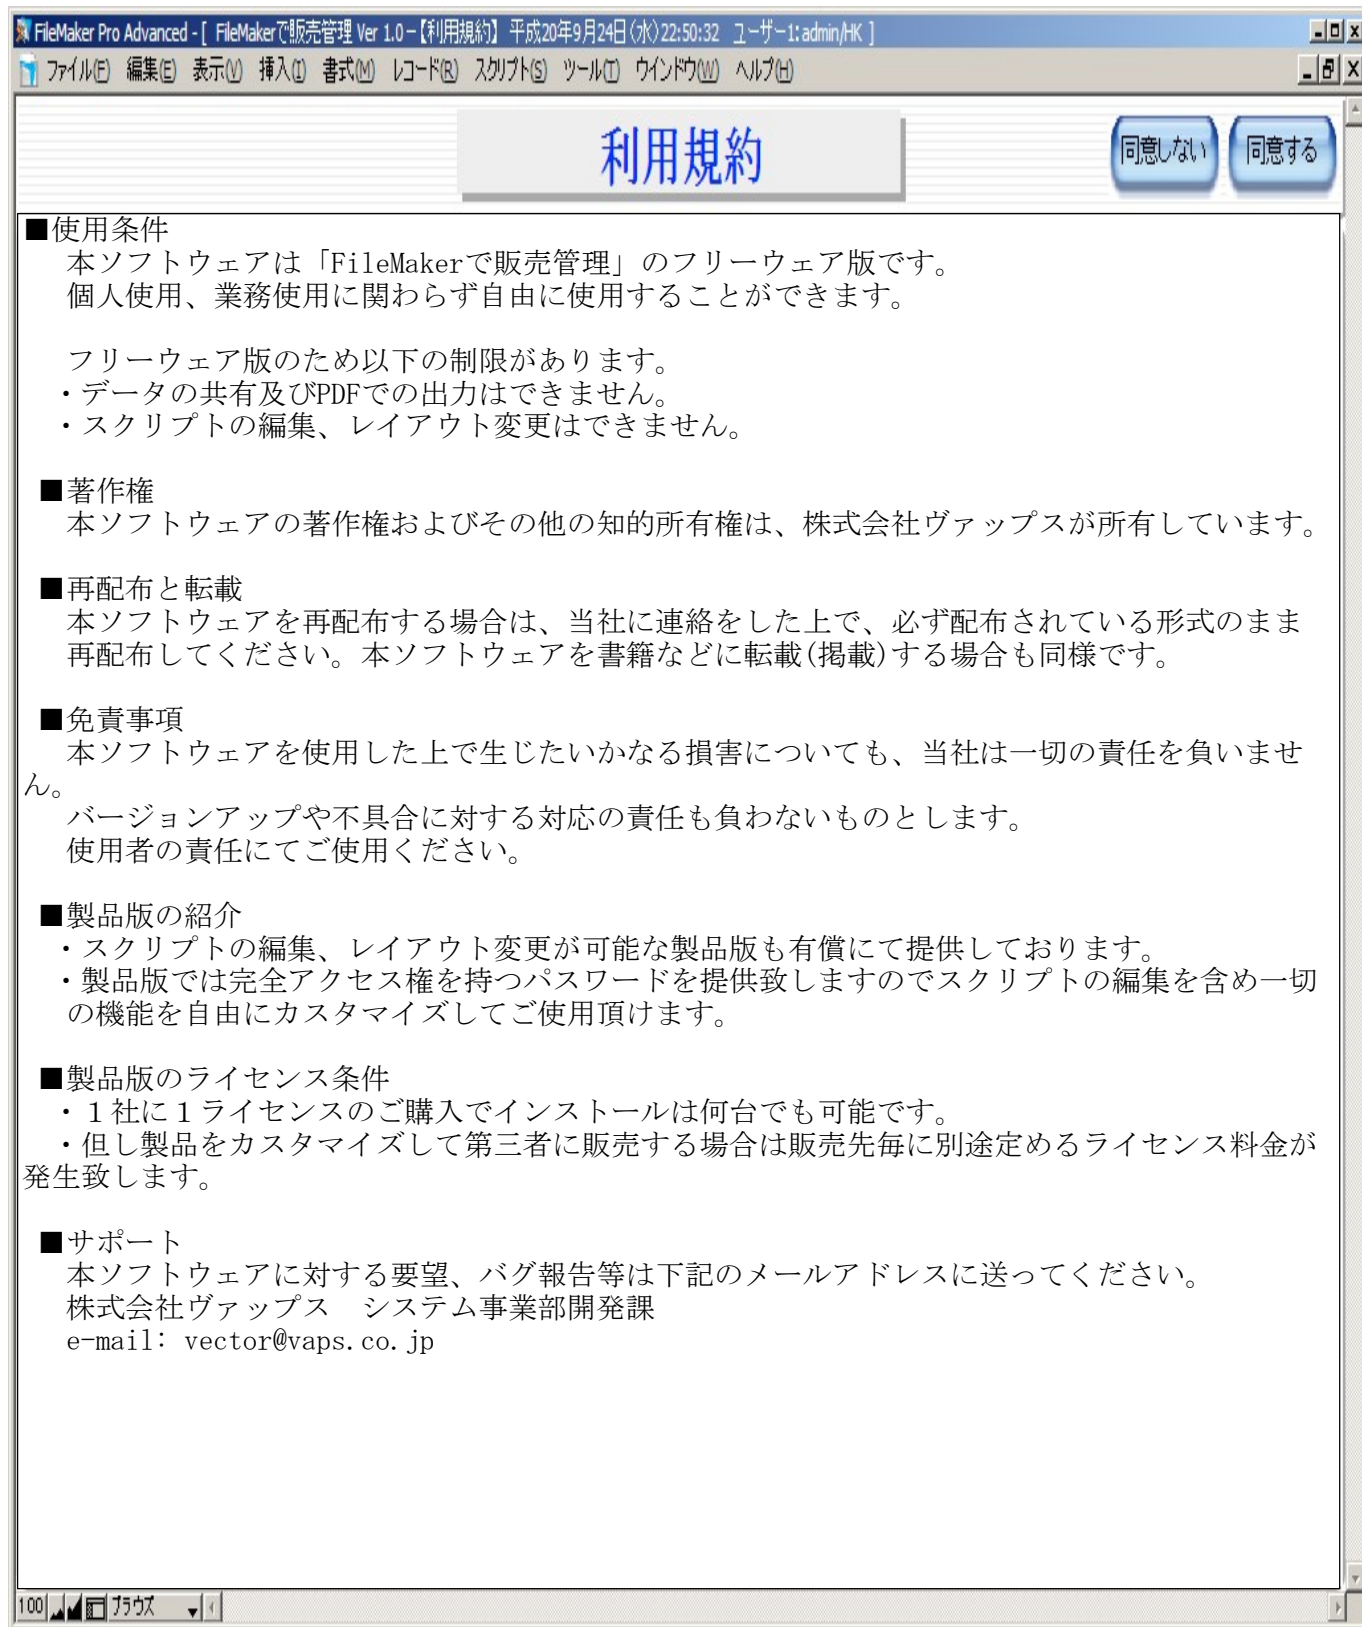 FileMaker Pro Advanced - [ FileMakerで販売管理 Ver 1.0 −【利用規約】 平成20年9月24日(水)22:50:32 ユーザー1: admin/HK ]
ファイル(F) 編集(E) 表示(V) 挿入(I) 書式(M) レコード(R) スクリプト(S) ツール(T) ウインドウ(W) ヘルプ(H)
利用規約
同意しない 同意する
■使用条件
本ソフトウェアは「FileMakerで販売管理」のフリーウェア版です。
個人使用、業務使用に関わらず自由に使用することができます。
フリーウェア版のため以下の制限があります。
・データの共有及びPDFでの出力はできません。
・スクリプトの編集、レイアウト変更はできません。
■著作権
本ソフトウェアの著作権およびその他の知的所有権は、株式会社ヴァップスが所有しています。
■再配布と転載
本ソフトウェアを再配布する場合は、当社に連絡をした上で、必ず配布されている形式のまま
再配布してください。本ソフトウェアを書籍などに転載(掲載)する場合も同様です。
■免責事項
本ソフトウェアを使用した上で生じたいかなる損害についても、当社は一切の責任を負いませ
ん。
バージョンアップや不具合に対する対応の責任も負わないものとします。
使用者の責任にてご使用ください。
■製品版の紹介
・スクリプトの編集、レイアウト変更が可能な製品版も有償にて提供しております。
・製品版では完全アクセス権を持つパスワードを提供致しますのでスクリプトの編集を含め一切
の機能を自由にカスタマイズしてご使用頂けます。
■製品版のライセンス条件
・１社に１ライセンスのご購入でインストールは何台でも可能です。
・但し製品をカスタマイズして第三者に販売する場合は販売先毎に別途定めるライセンス料金が
発生致します。
■サポート
本ソフトウェアに対する要望、バグ報告等は下記のメールアドレスに送ってください。
株式会社ヴァップス　システム事業部開発課
e-mail: vector@vaps.co.jp
100 ブラウズ